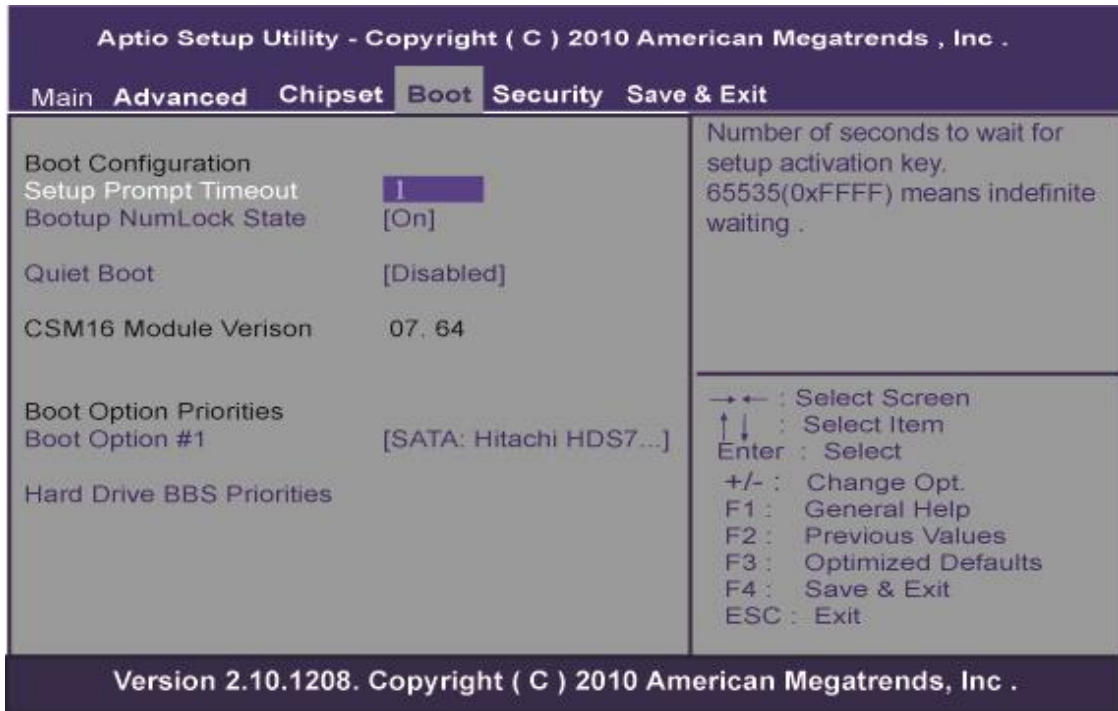 Aptio Setup Utility - Copyright ( C ) 2010 American Megatrends , Inc .
Main Advanced Chipset Boot Security Save & Exit
Boot Configuration
Setup Prompt Timeout 1
Bootup NumLock State [On]
Quiet Boot [Disabled]
CSM16 Module Verison 07. 64
Boot Option Priorities
Boot Option #1 [SATA: Hitachi HDS7...]
Hard Drive BBS Priorities
Number of seconds to wait for
setup activation key.
65535(0xFFFF) means indefinite
waiting .
→← : Select Screen
↑↓ : Select Item
Enter : Select
+/- : Change Opt.
F1 : General Help
F2 : Previous Values
F3 : Optimized Defaults
F4 : Save & Exit
ESC : Exit
Version 2.10.1208. Copyright ( C ) 2010 American Megatrends, Inc .